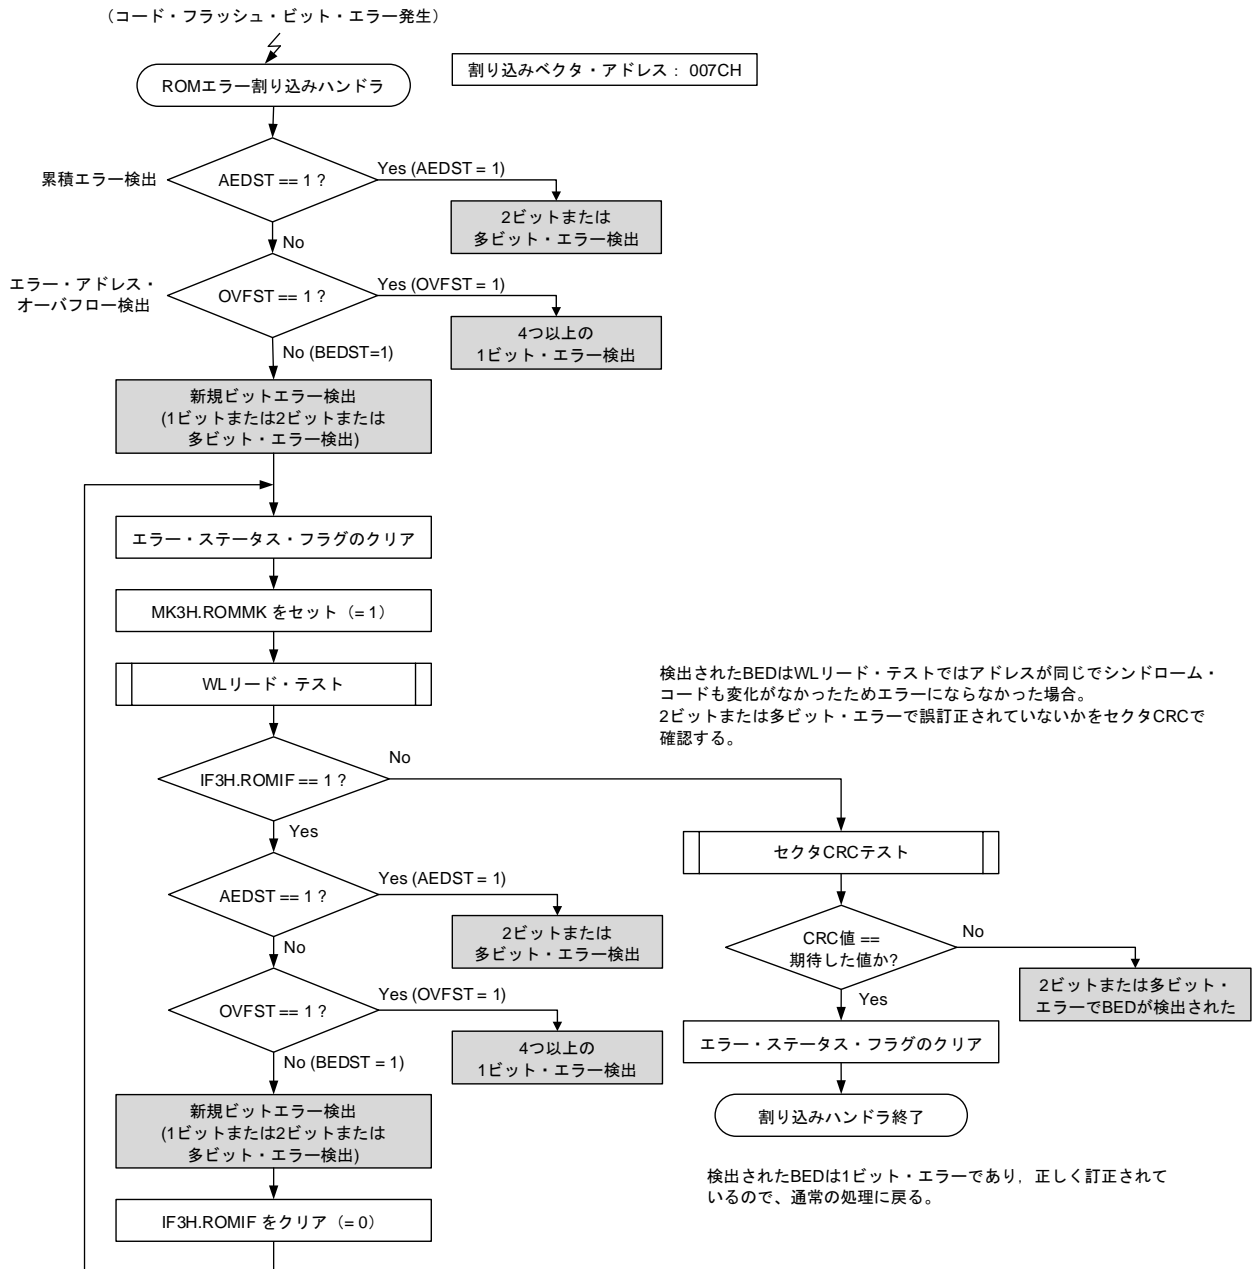 （コード・フラッシュ・ビット・エラー発生）
ROMエラー割り込みハンドラ
割り込みベクタ・アドレス： 007CH
累積エラー検出
AEDST == 1 ?
Yes (AEDST = 1)
2ビットまたは
多ビット・エラー検出
No
エラー・アドレス・
オーバフロー検出
OVFST == 1 ?
Yes (OVFST = 1)
4つ以上の
1ビット・エラー検出
No (BEDST=1)
新規ビットエラー検出
(1ビットまたは2ビットまたは
多ビット・エラー検出)
エラー・ステータス・フラグのクリア
MK3H.ROMMK をセット（= 1）
WLリード・テスト
検出されたBEDはWLリード・テストではアドレスが同じでシンドローム・
コードも変化がなかったためエラーにならなかった場合。
2ビットまたは多ビット・エラーで誤訂正されていないかをセクタCRCで
確認する。
IF3H.ROMIF == 1 ?
No
Yes
セクタCRCテスト
AEDST == 1 ?
Yes (AEDST = 1)
2ビットまたは
多ビット・エラー検出
No
CRC値 ==
期待した値か?
No
2ビットまたは多ビット・
エラーでBEDが検出された
Yes
OVFST == 1 ?
Yes (OVFST = 1)
4つ以上の
1ビット・エラー検出
エラー・ステータス・フラグのクリア
No (BEDST = 1)
新規ビットエラー検出
(1ビットまたは2ビットまたは
多ビット・エラー検出)
割り込みハンドラ終了
検出されたBEDは1ビット・エラーであり，正しく訂正されて
いるので、通常の処理に戻る。
IF3H.ROMIF をクリア（= 0）